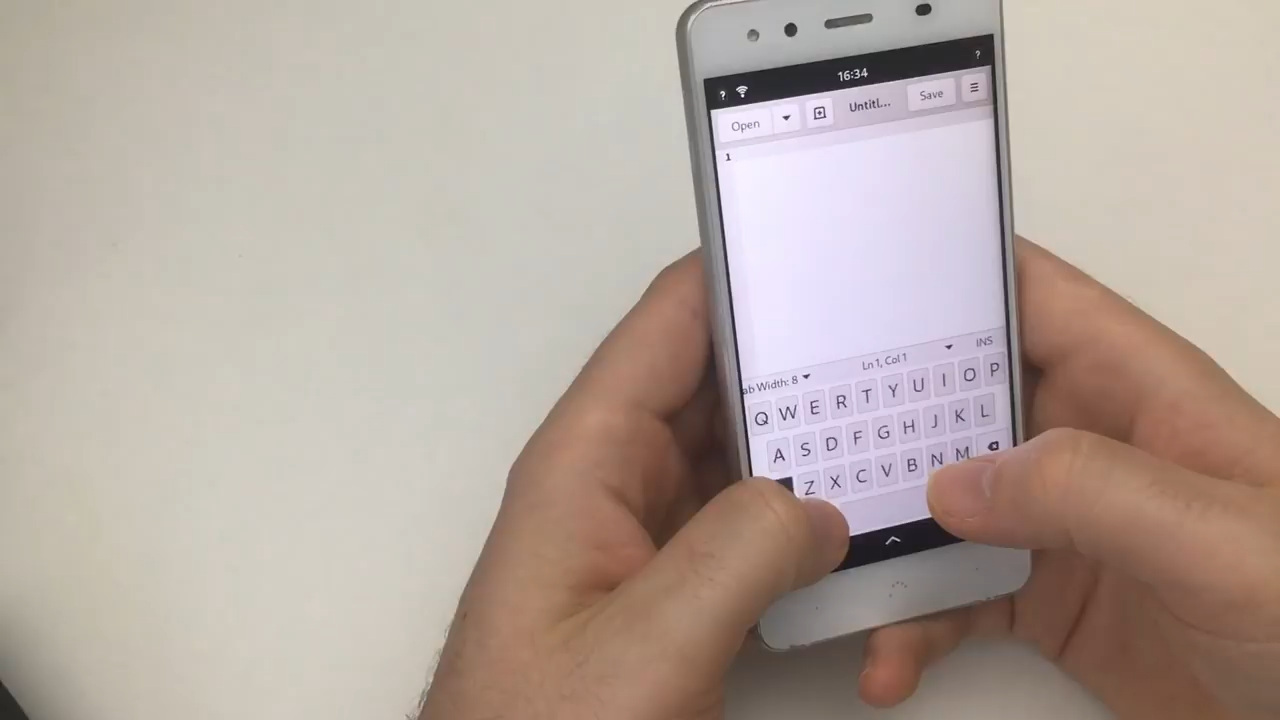 ? 16:34 ?
Open Untitl... Save
1
ab Width: 8 Ln 1, Col 1 INS
Q W E R T Y U I O P
A S D F G H J K L
Z X C V B N M